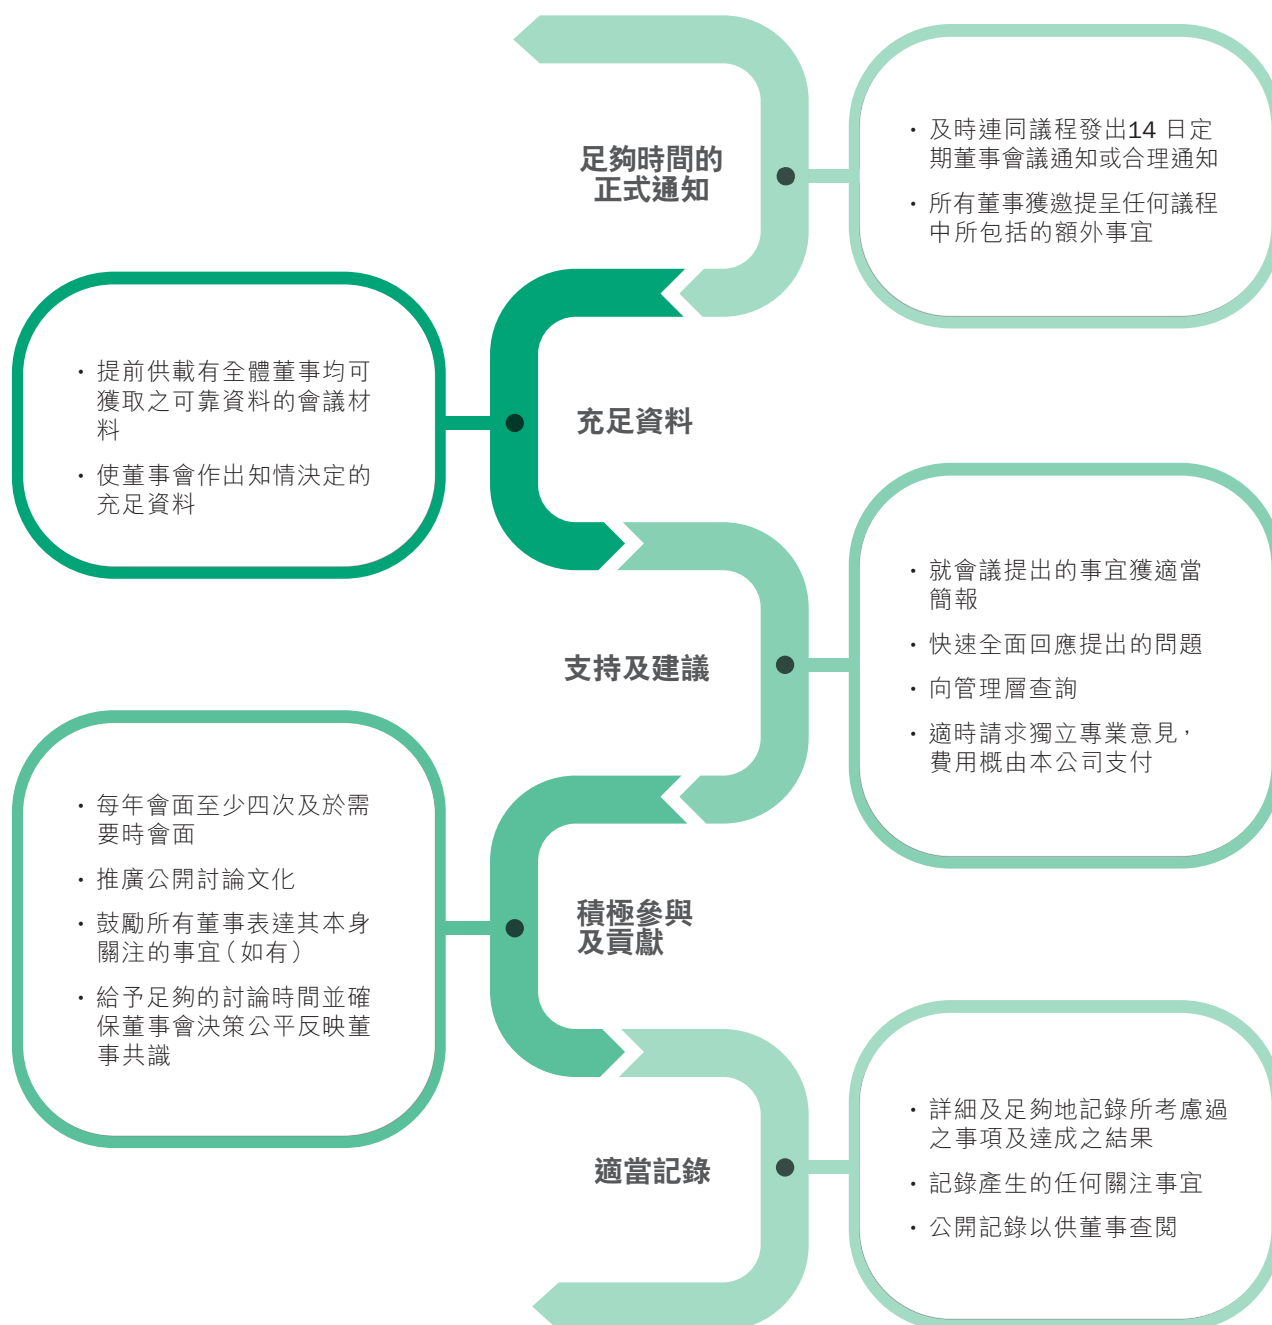 足夠時間的
正式通知
・及時連同議程發出14 日定
期董事會議通知或合理通知
・所有董事獲邀提呈任何議程
中所包括的額外事宜
充足資料
・提前供載有全體董事均可
獲取之可靠資料的會議材
料
・使董事會作出知情決定的
充足資料
支持及建議
・就會議提出的事宜獲適當
簡報
・快速全面回應提出的問題
・向管理層查詢
・適時請求獨立專業意見，
費用概由本公司支付
積極參與
及貢獻
・每年會面至少四次及於需
要時會面
・推廣公開討論文化
・鼓勵所有董事表達其本身
關注的事宜（如有）
・給予足夠的討論時間並確
保董事會決策公平反映董
事共識
適當記錄
・詳細及足夠地記錄所考慮過
之事項及達成之結果
・記錄產生的任何關注事宜
・公開記錄以供董事查閱